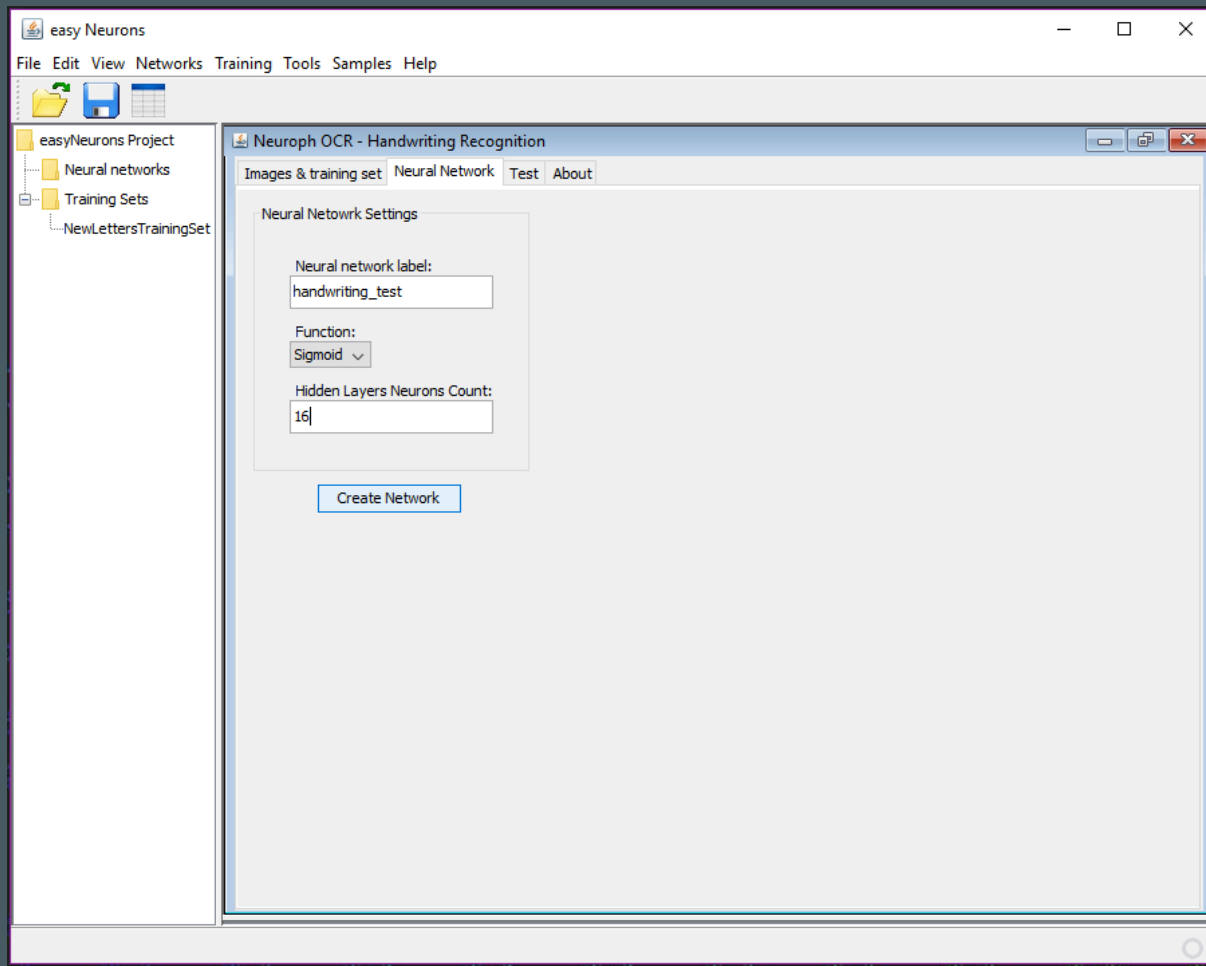 easy Neurons
File Edit View Networks Training Tools Samples Help
easyNeurons Project
Neural networks
Training Sets
NewLettersTrainingSet
Neuroph OCR - Handwriting Recognition
Images & training set Neural Network Test About
Neural Netowrk Settings
Neural network label:
handwriting_test
Function:
Sigmoid
Hidden Layers Neurons Count:
16
Create Network